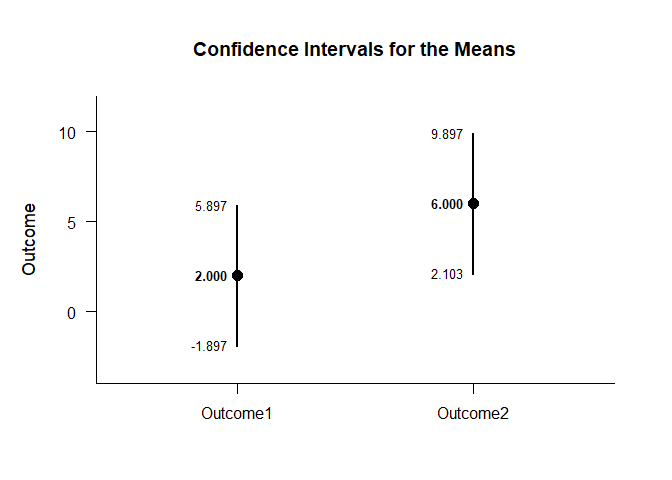 Confidence Intervals for the Means
Outcome
10
5
0
9.897
6.000
2.103
5.897
2.000
-1.897
Outcome1
Outcome2